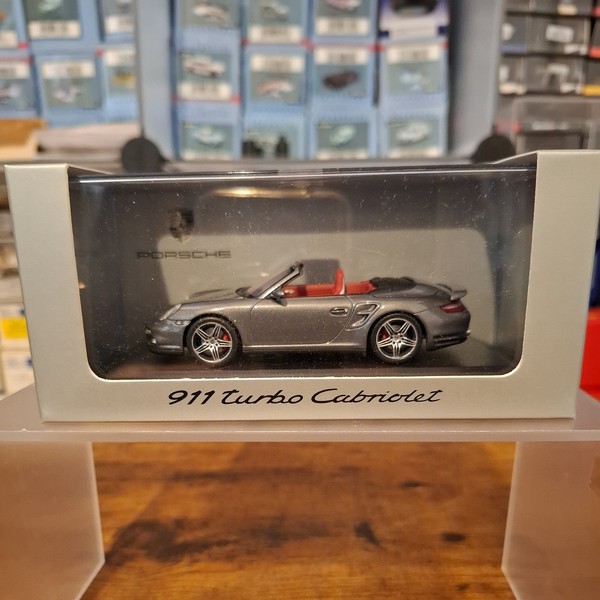 PORSCHE
911 turbo Cabriolet